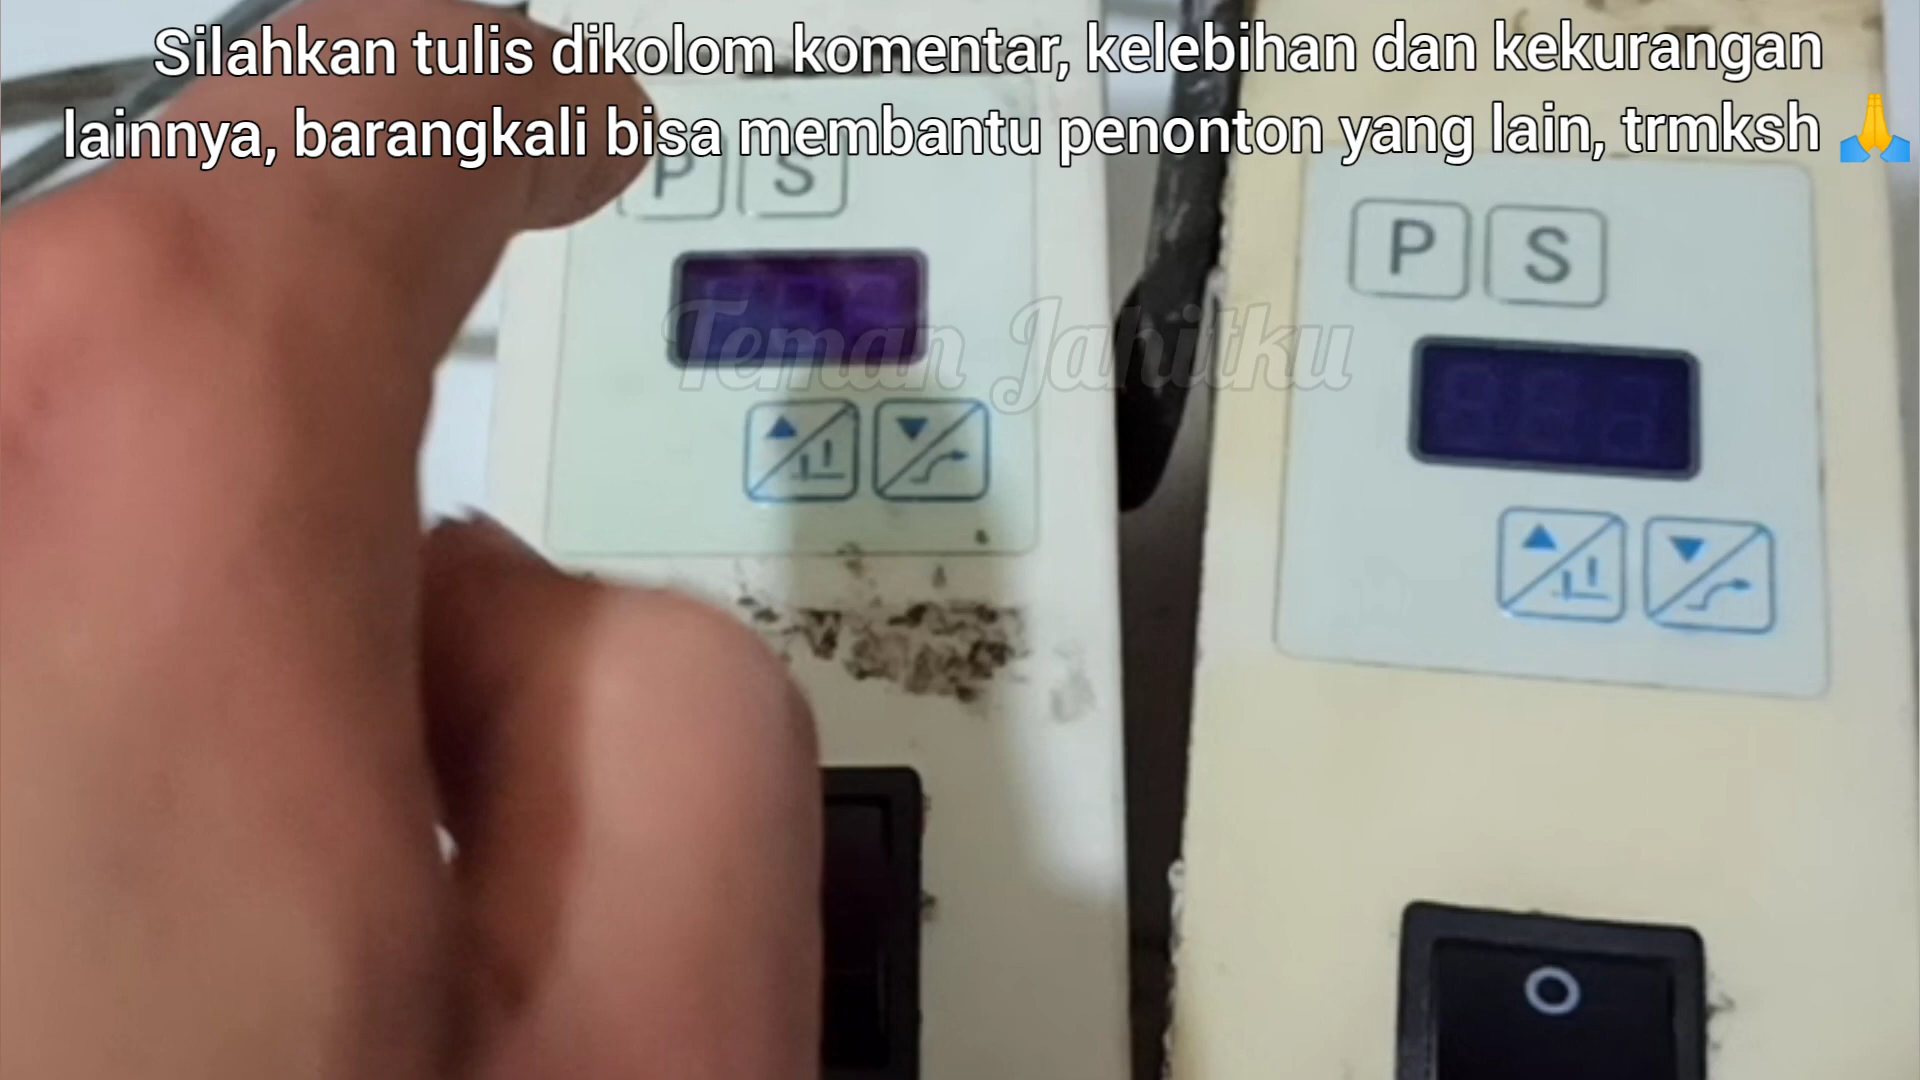 Silahkan tulis dikolom komentar, kelebihan dan kekurangan
lainnya, barangkali bisa membantu penonton yang lain, trmksh 🙏
P S
P S
Teman Jahitku
O